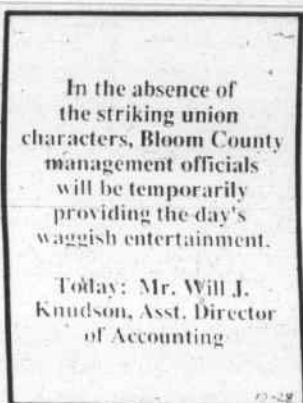 In the absence of
the striking union
characters, Bloom County
management officials
will be temporarily
providing the day's
waggish entertainment.
Today: Mr. Will J.
Knudson, Asst. Director
of Accounting